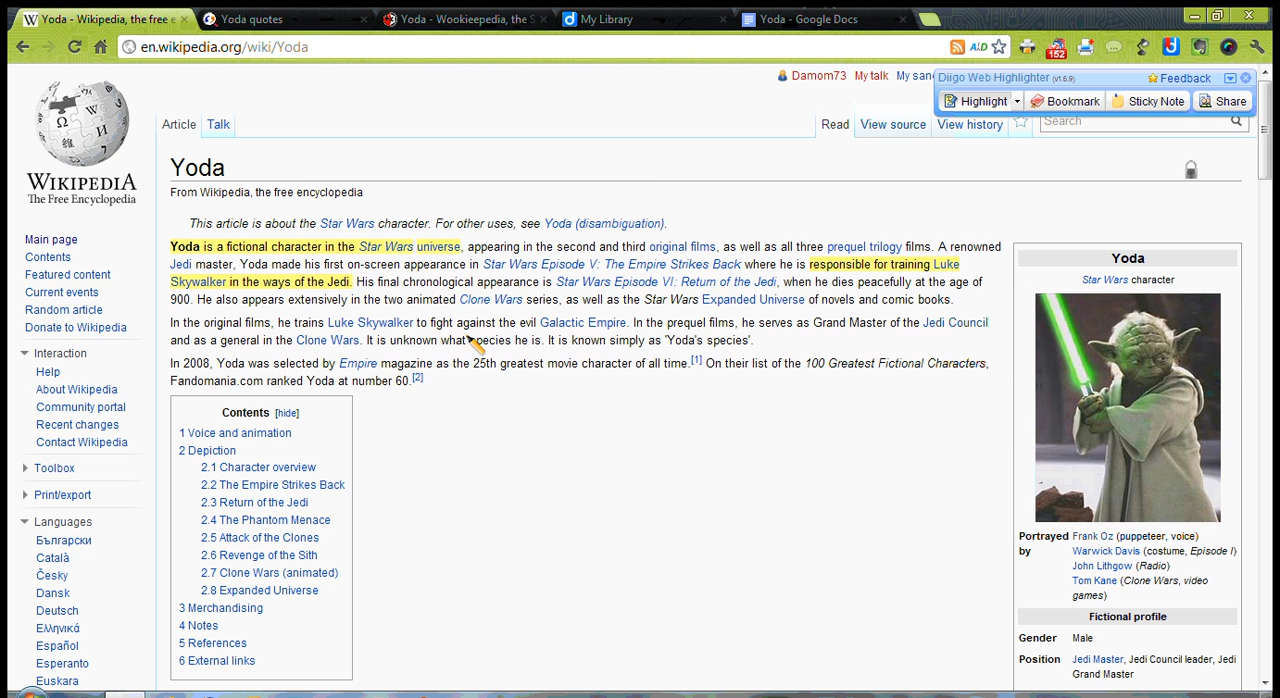 Wikipedia, the free e
Yoda quotes
Yoda - Wookieepedia, the S
My Library
Yoda - Google Docs
en.wikipedia.org/wiki/Yoda
152
Damom73 My talk My san
Diigo Web Highlighter (v1.6.9) Feedback
Highlight Bookmark Sticky Note Share
Article Talk Read View source View history Search
WIKIPEDIA
The Free Encyclopedia
Main page
Contents
Featured content
Current events
Random article
Donate to Wikipedia
Interaction
Help
About Wikipedia
Community portal
Recent changes
Contact Wikipedia
Toolbox
Print/export
Languages
Български
Català
Česky
Dansk
Deutsch
Ελληνικά
Español
Esperanto
Euskara
Yoda
From Wikipedia, the free encyclopedia
This article is about the Star Wars character. For other uses, see Yoda (disambiguation).
Yoda is a fictional character in the Star Wars universe, appearing in the second and third original films, as well as all three prequel trilogy films. A renowned
Jedi master, Yoda made his first on-screen appearance in Star Wars Episode V: The Empire Strikes Back where he is responsible for training Luke
Skywalker in the ways of the Jedi. His final chronological appearance is Star Wars Episode VI: Return of the Jedi, when he dies peacefully at the age of
900. He also appears extensively in the two animated Clone Wars series, as well as the Star Wars Expanded Universe of novels and comic books.
In the original films, he trains Luke Skywalker to fight against the evil Galactic Empire. In the prequel films, he serves as Grand Master of the Jedi Council
and as a general in the Clone Wars. It is unknown what species he is. It is known simply as 'Yoda's species'.
In 2008, Yoda was selected by Empire magazine as the 25th greatest movie character of all time.[1] On their list of the 100 Greatest Fictional Characters,
Fandomania.com ranked Yoda at number 60.[2]
Contents [hide]
1 Voice and animation
2 Depiction
2.1 Character overview
2.2 The Empire Strikes Back
2.3 Return of the Jedi
2.4 The Phantom Menace
2.5 Attack of the Clones
2.6 Revenge of the Sith
2.7 Clone Wars (animated)
2.8 Expanded Universe
3 Merchandising
4 Notes
5 References
6 External links
Yoda
Star Wars character
Portrayed by Frank Oz (puppeteer, voice)
Warwick Davis (costume, Episode I)
John Lithgow (Radio)
Tom Kane (Clone Wars, video
games)
Fictional profile
Gender Male
Position Jedi Master, Jedi Council leader, Jedi
Grand Master